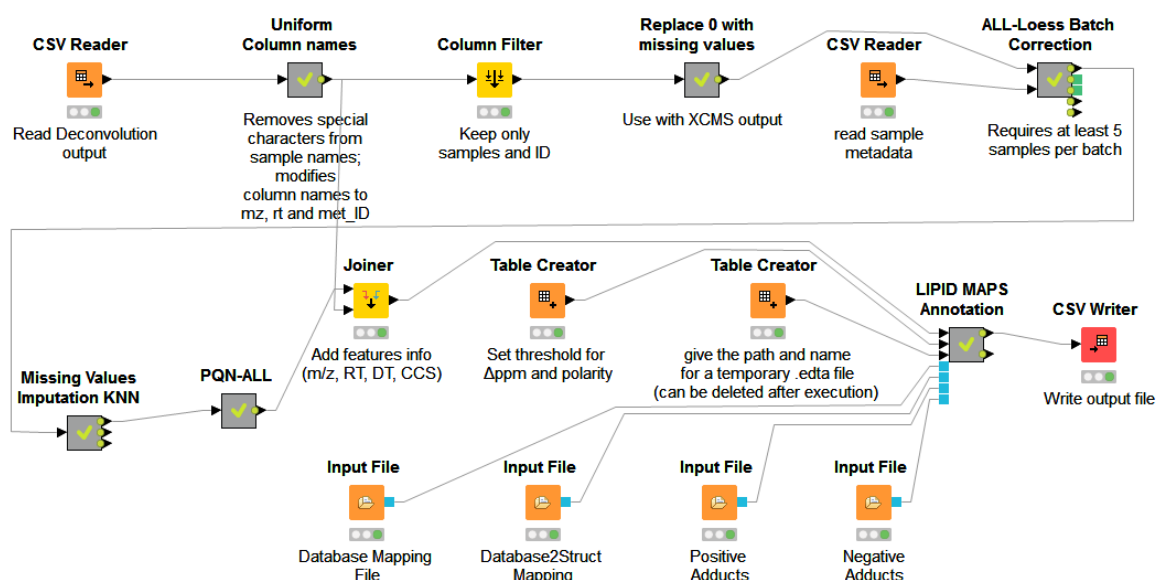 CSV Reader
Read Deconvolution
output
Uniform
Column names
Removes special
characters from
sample names;
modifies
column names to
mz, rt and met_ID
Column Filter
Keep only
samples and ID
Replace 0 with
missing values
Use with XCMS output
CSV Reader
read sample
metadata
ALL-Loess Batch
Correction
Requires at least 5
samples per batch
Missing Values
Imputation KNN
PQN-ALL
Joiner
Add features info
(m/z, RT, DT, CCS)
Table Creator
Set threshold for
Δppm and polarity
Table Creator
give the path and name
for a temporary .edta file
(can be deleted after execution)
LIPID MAPS
Annotation
CSV Writer
Write output file
Input File
Database Mapping
File
Input File
Database2Struct
Mapping
Input File
Positive
Adducts
Input File
Negative
Adducts